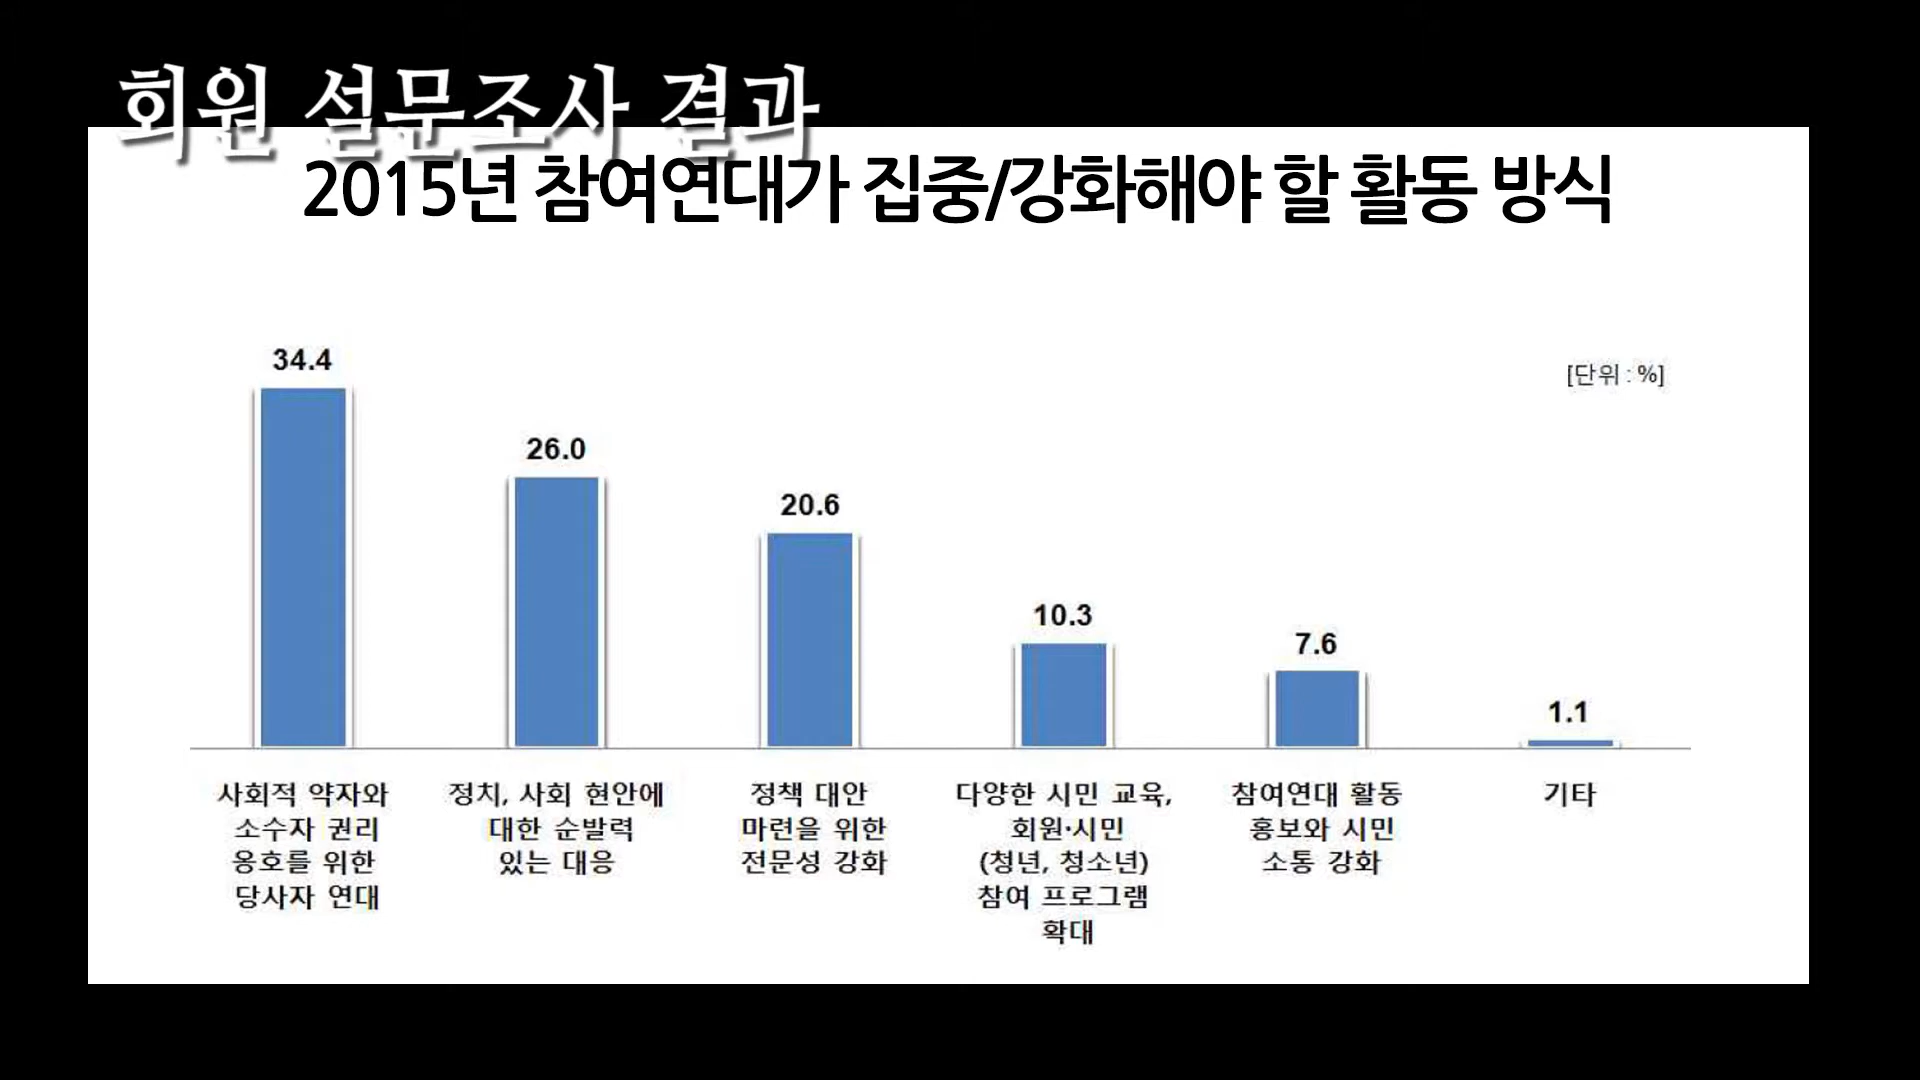 회원 설문조사 결과
2015년 참여연대가 집중/강화해야 할 활동 방식
[단위 : %]
34.4
26.0
20.6
10.3
7.6
1.1
사회적 약자와
소수자 권리
옹호를 위한
당사자 연대
정치, 사회 현안에
대한 순발력
있는 대응
정책 대안
마련을 위한
전문성 강화
다양한 시민 교육,
회원·시민
(청년, 청소년)
참여 프로그램
확대
참여연대 활동
홍보와 시민
소통 강화
기타